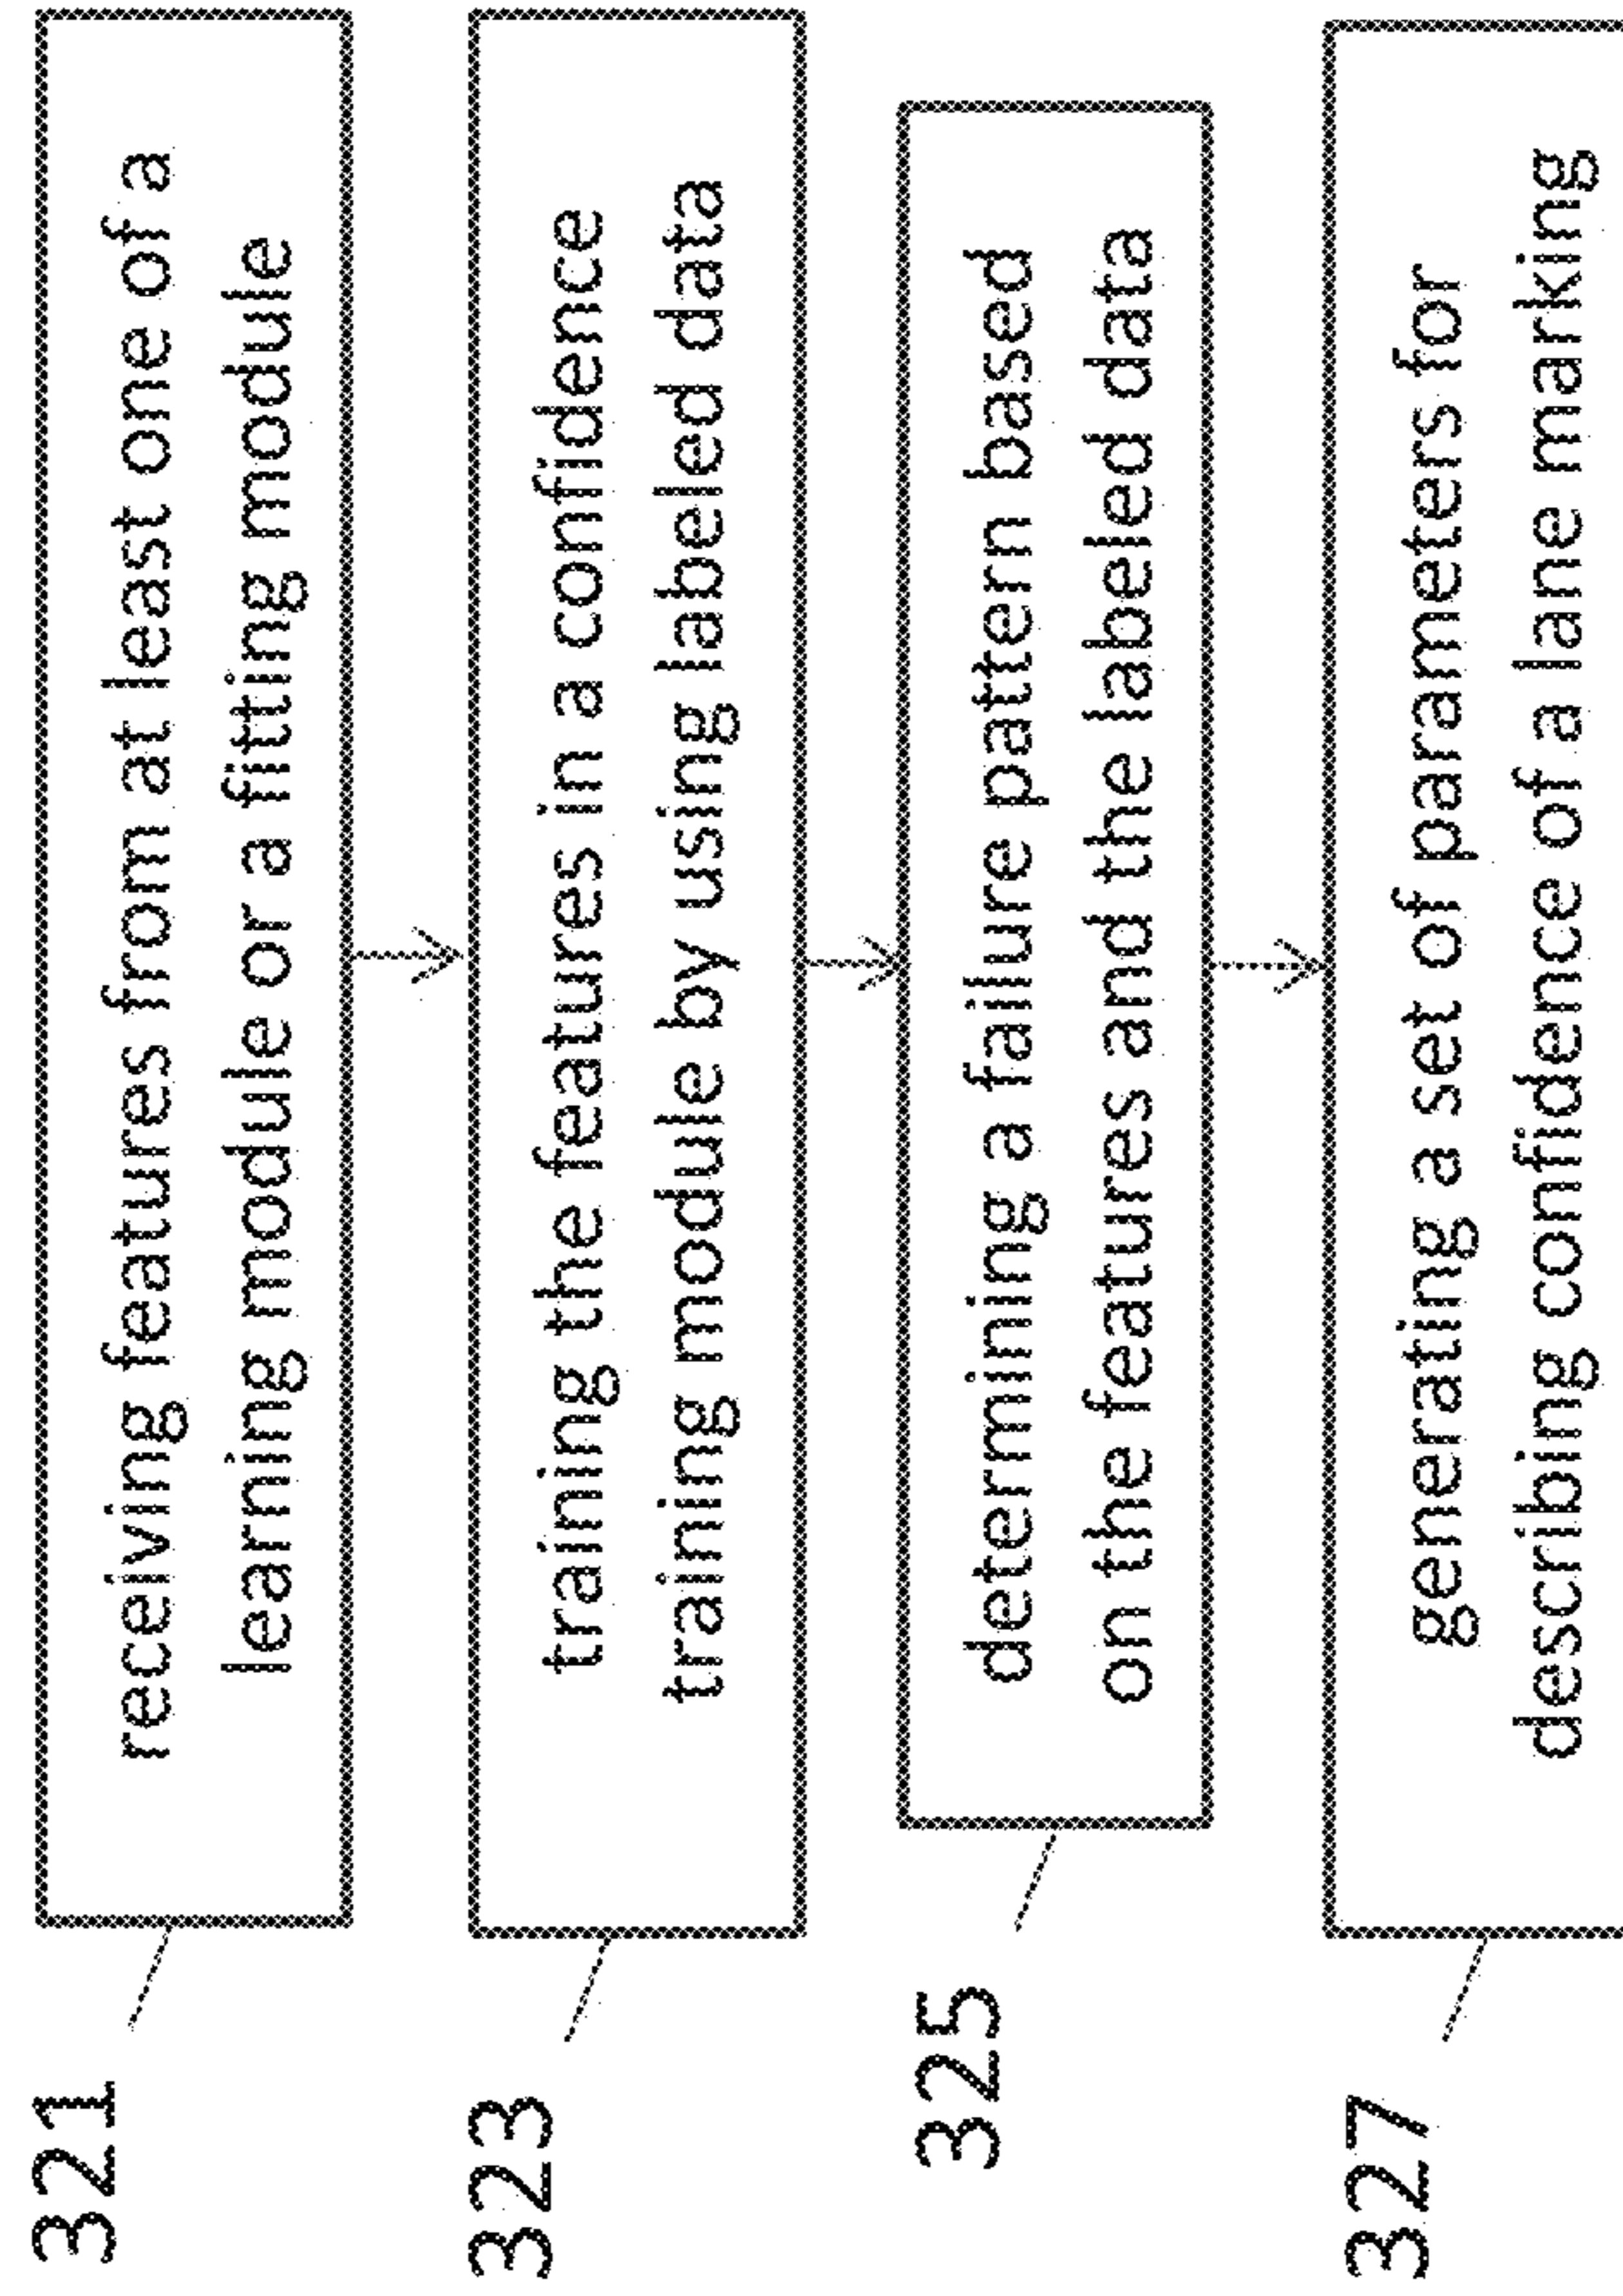 321
receiving features from at least one of a
learning module or a fitting module
323
training the features in a confidence
training module by using labeled data
325
determining a failure pattern based
on the features and the labeled data
327
generating a set of parameters for
describing confidence of a lane marking